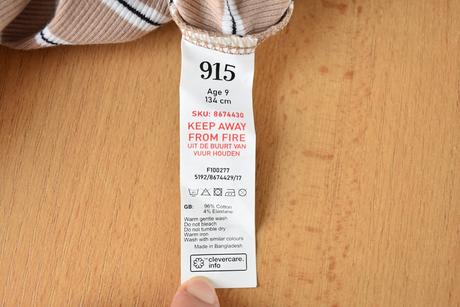 915
Age 9
134 cm
SKU: 8674430
KEEP AWAY
FROM FIRE
UIT DE BUURT VAN
VUUR HOUDEN
F100277
5192/8674429/17
GB: 96% Cotton
4% Elastane
Warm gentle wash
Do not bleach
Do not tumble dry
Warm iron
Wash with similar colours
Made in Bangladesh
clevercare.
info